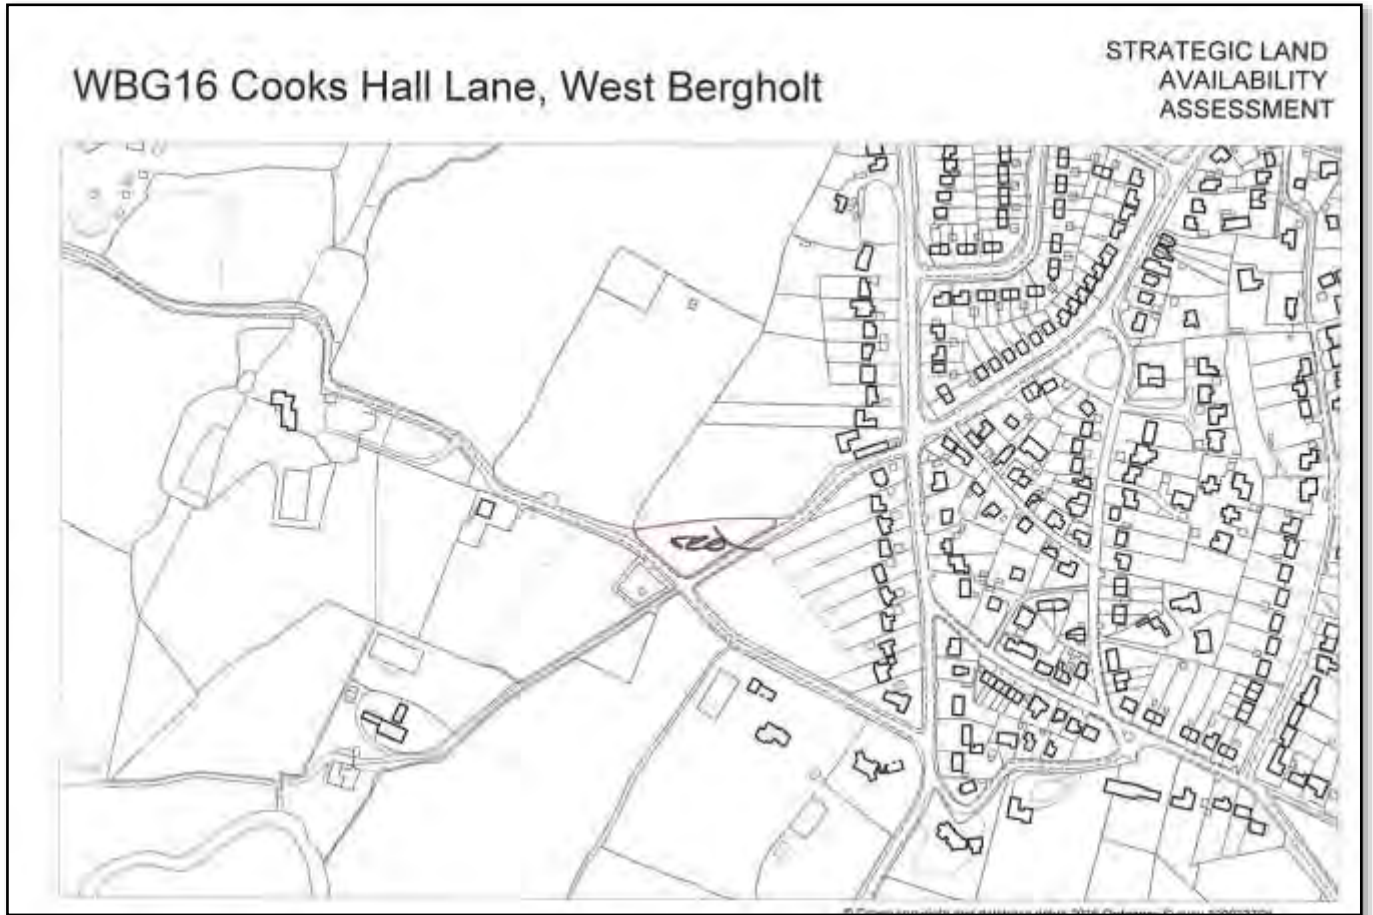 WBG16 Cooks Hall Lane, West Bergholt
STRATEGIC LAND
AVAILABILITY
ASSESSMENT